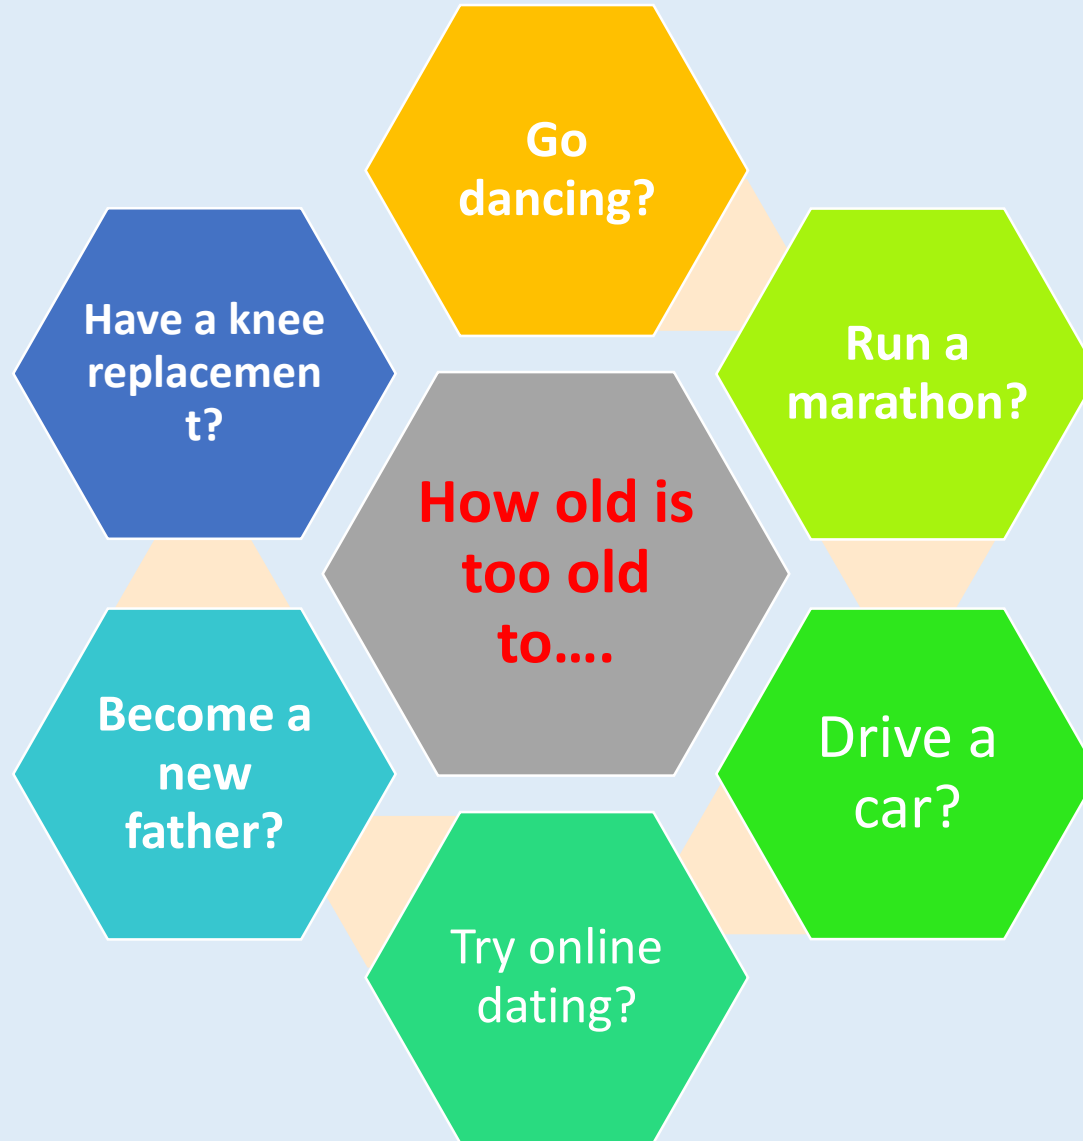 Go
dancing?
Run a
marathon?
Drive a
car?
Try online
dating?
Become a
new
father?
Have a knee
replacemen
t?
How old is
too old
to....